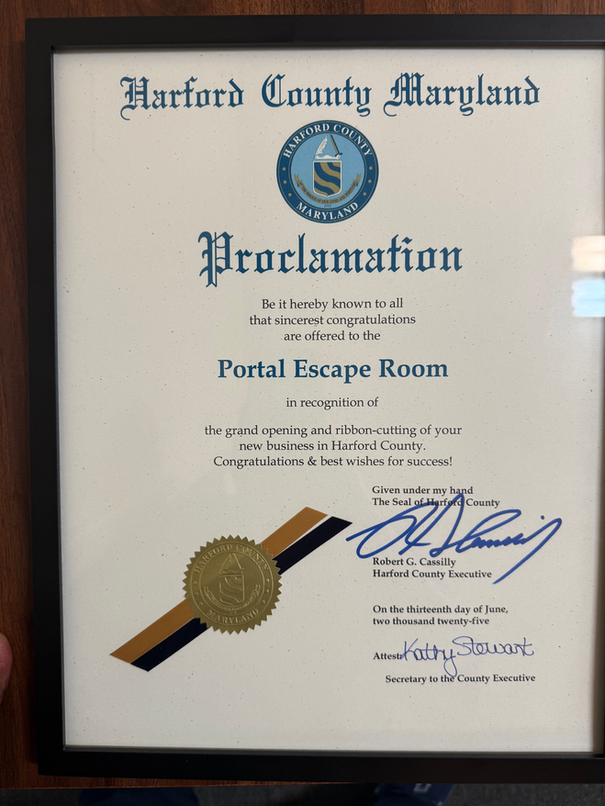 Harford County Maryland
HARFORD COUNTY
MARYLAND
Proclamation
Be it hereby known to all
that sincerest congratulations
are offered to the
Portal Escape Room
in recognition of
the grand opening and ribbon-cutting of your
new business in Harford County.
Congratulations & best wishes for success!
Given under my hand
The Seal of Harford County
Robert G. Cassilly
Harford County Executive
HARFORD COUNTY
MARYLAND
On the thirteenth day of June,
two thousand twenty-five
Attest: Kathy Stewart
Secretary to the County Executive